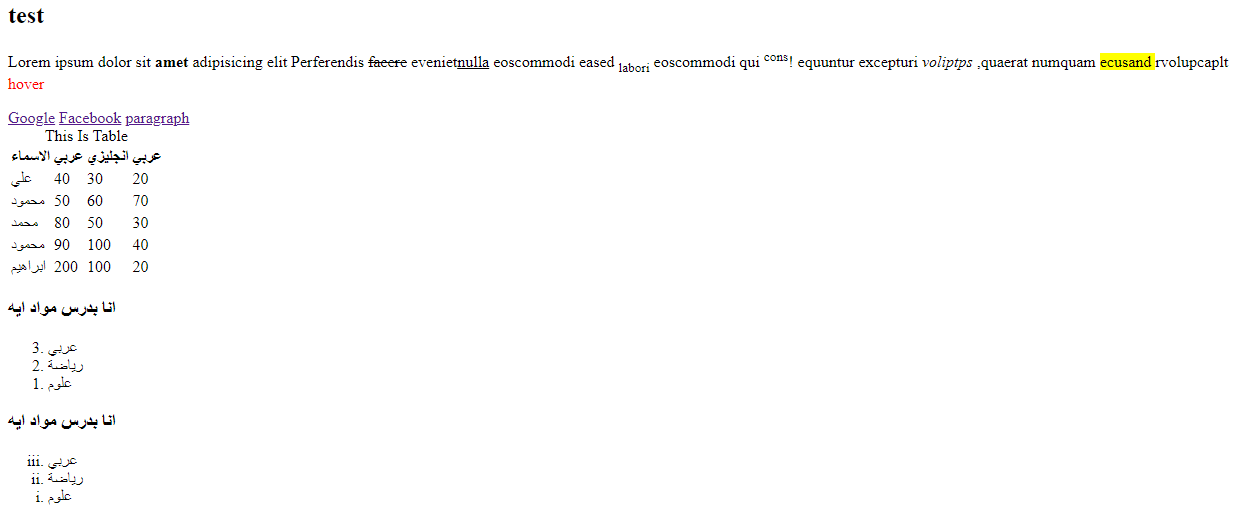 test
Lorem ipsum dolor sit amet adipisicing elit Perferendis facere evenietnulla eoscommodi eased labori eoscommodi qui cons! equuntur excepturi voliptps ,quaerat numquam ecusand rvolupcaplt
hover
Google Facebook paragraph
This Is Table
الاسماء عربي انجليزي عربي
علي 40 30 20
محمود 50 60 70
محمد 80 50 30
محمود 90 100 40
ابراهيم 200 100 20
انا بدرس مواد ايه
3. عربي
2. رياضة
1. علوم
انا بدرس مواد ايه
iii. عربي
ii. رياضة
i. علوم